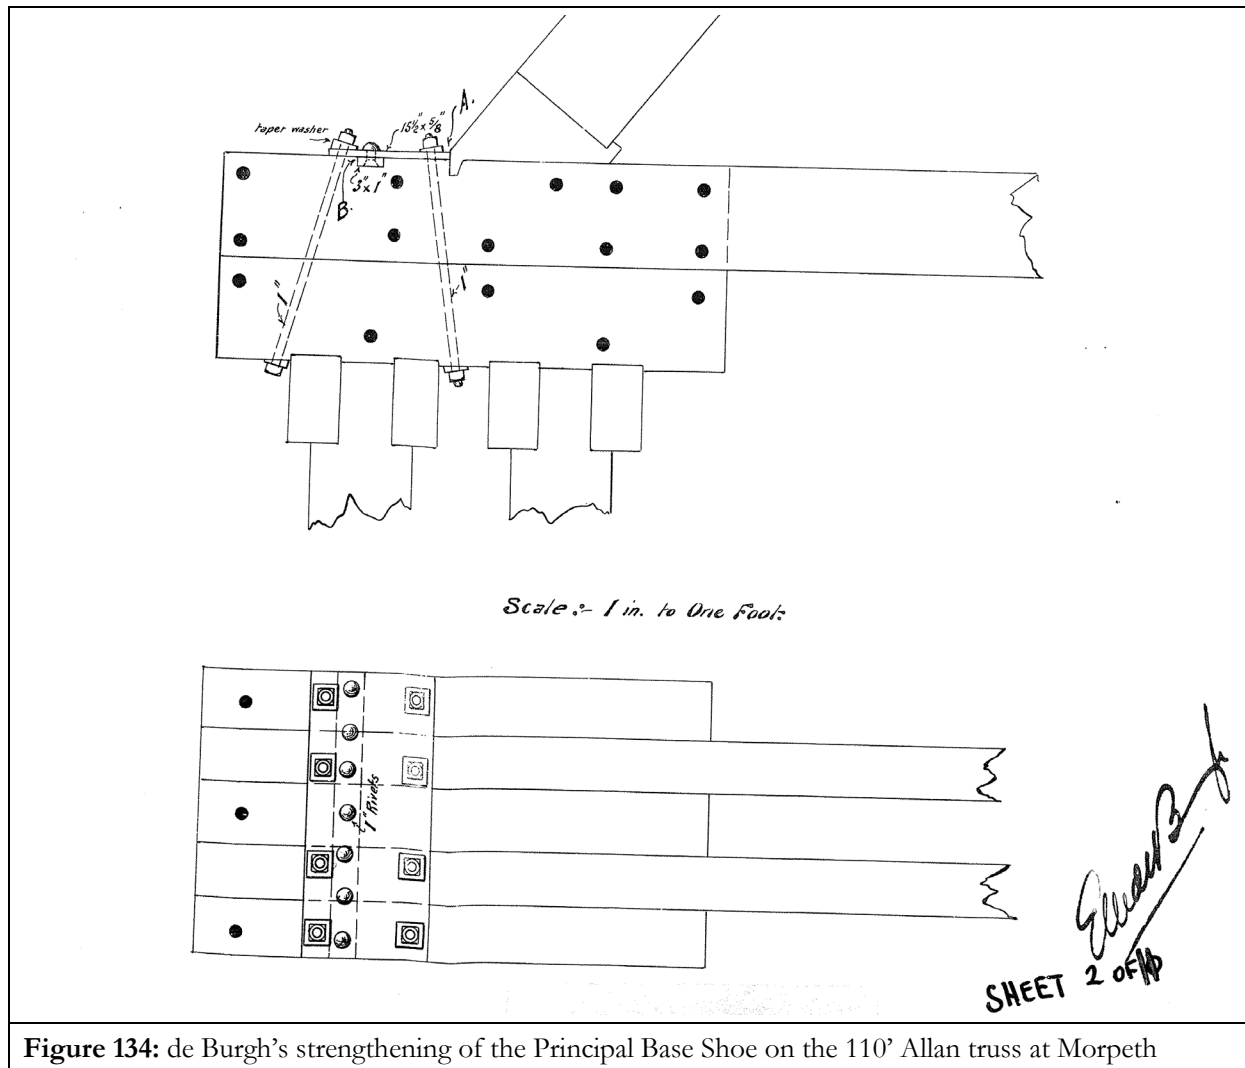 A.
15½" x ⅝"
taper washer
3" x 1"
B.
1"
1"
Scale :- 1 in. to One Foot.
1" Rivets
SHEET 2 OF
Figure 134: de Burgh's strengthening of the Principal Base Shoe on the 110' Allan truss at Morpeth